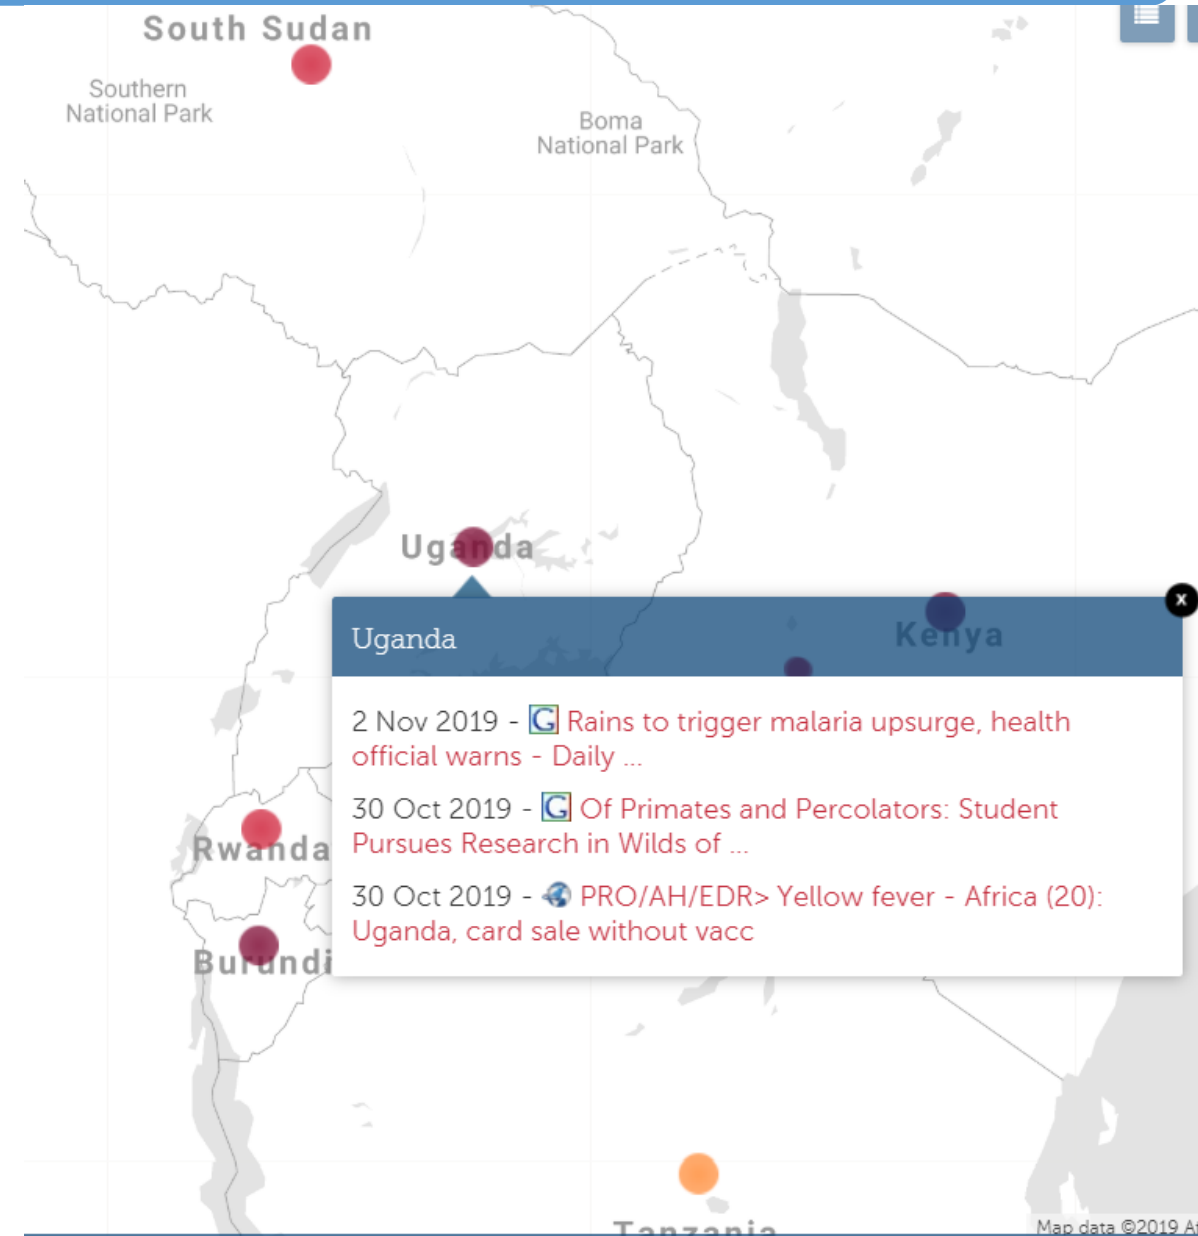 South Sudan
Southern
National Park
Boma
National Park
Uganda
Kenya
Uganda
x
2 Nov 2019 - G Rains to trigger malaria upsurge, health
official warns - Daily ...
30 Oct 2019 - G Of Primates and Percolators: Student
Pursues Research in Wilds of ...
30 Oct 2019 - PRO/AH/EDR> Yellow fever - Africa (20):
Uganda, card sale without vacc
Rwanda
Burundi
Tanzania
Map data ©2019 Af